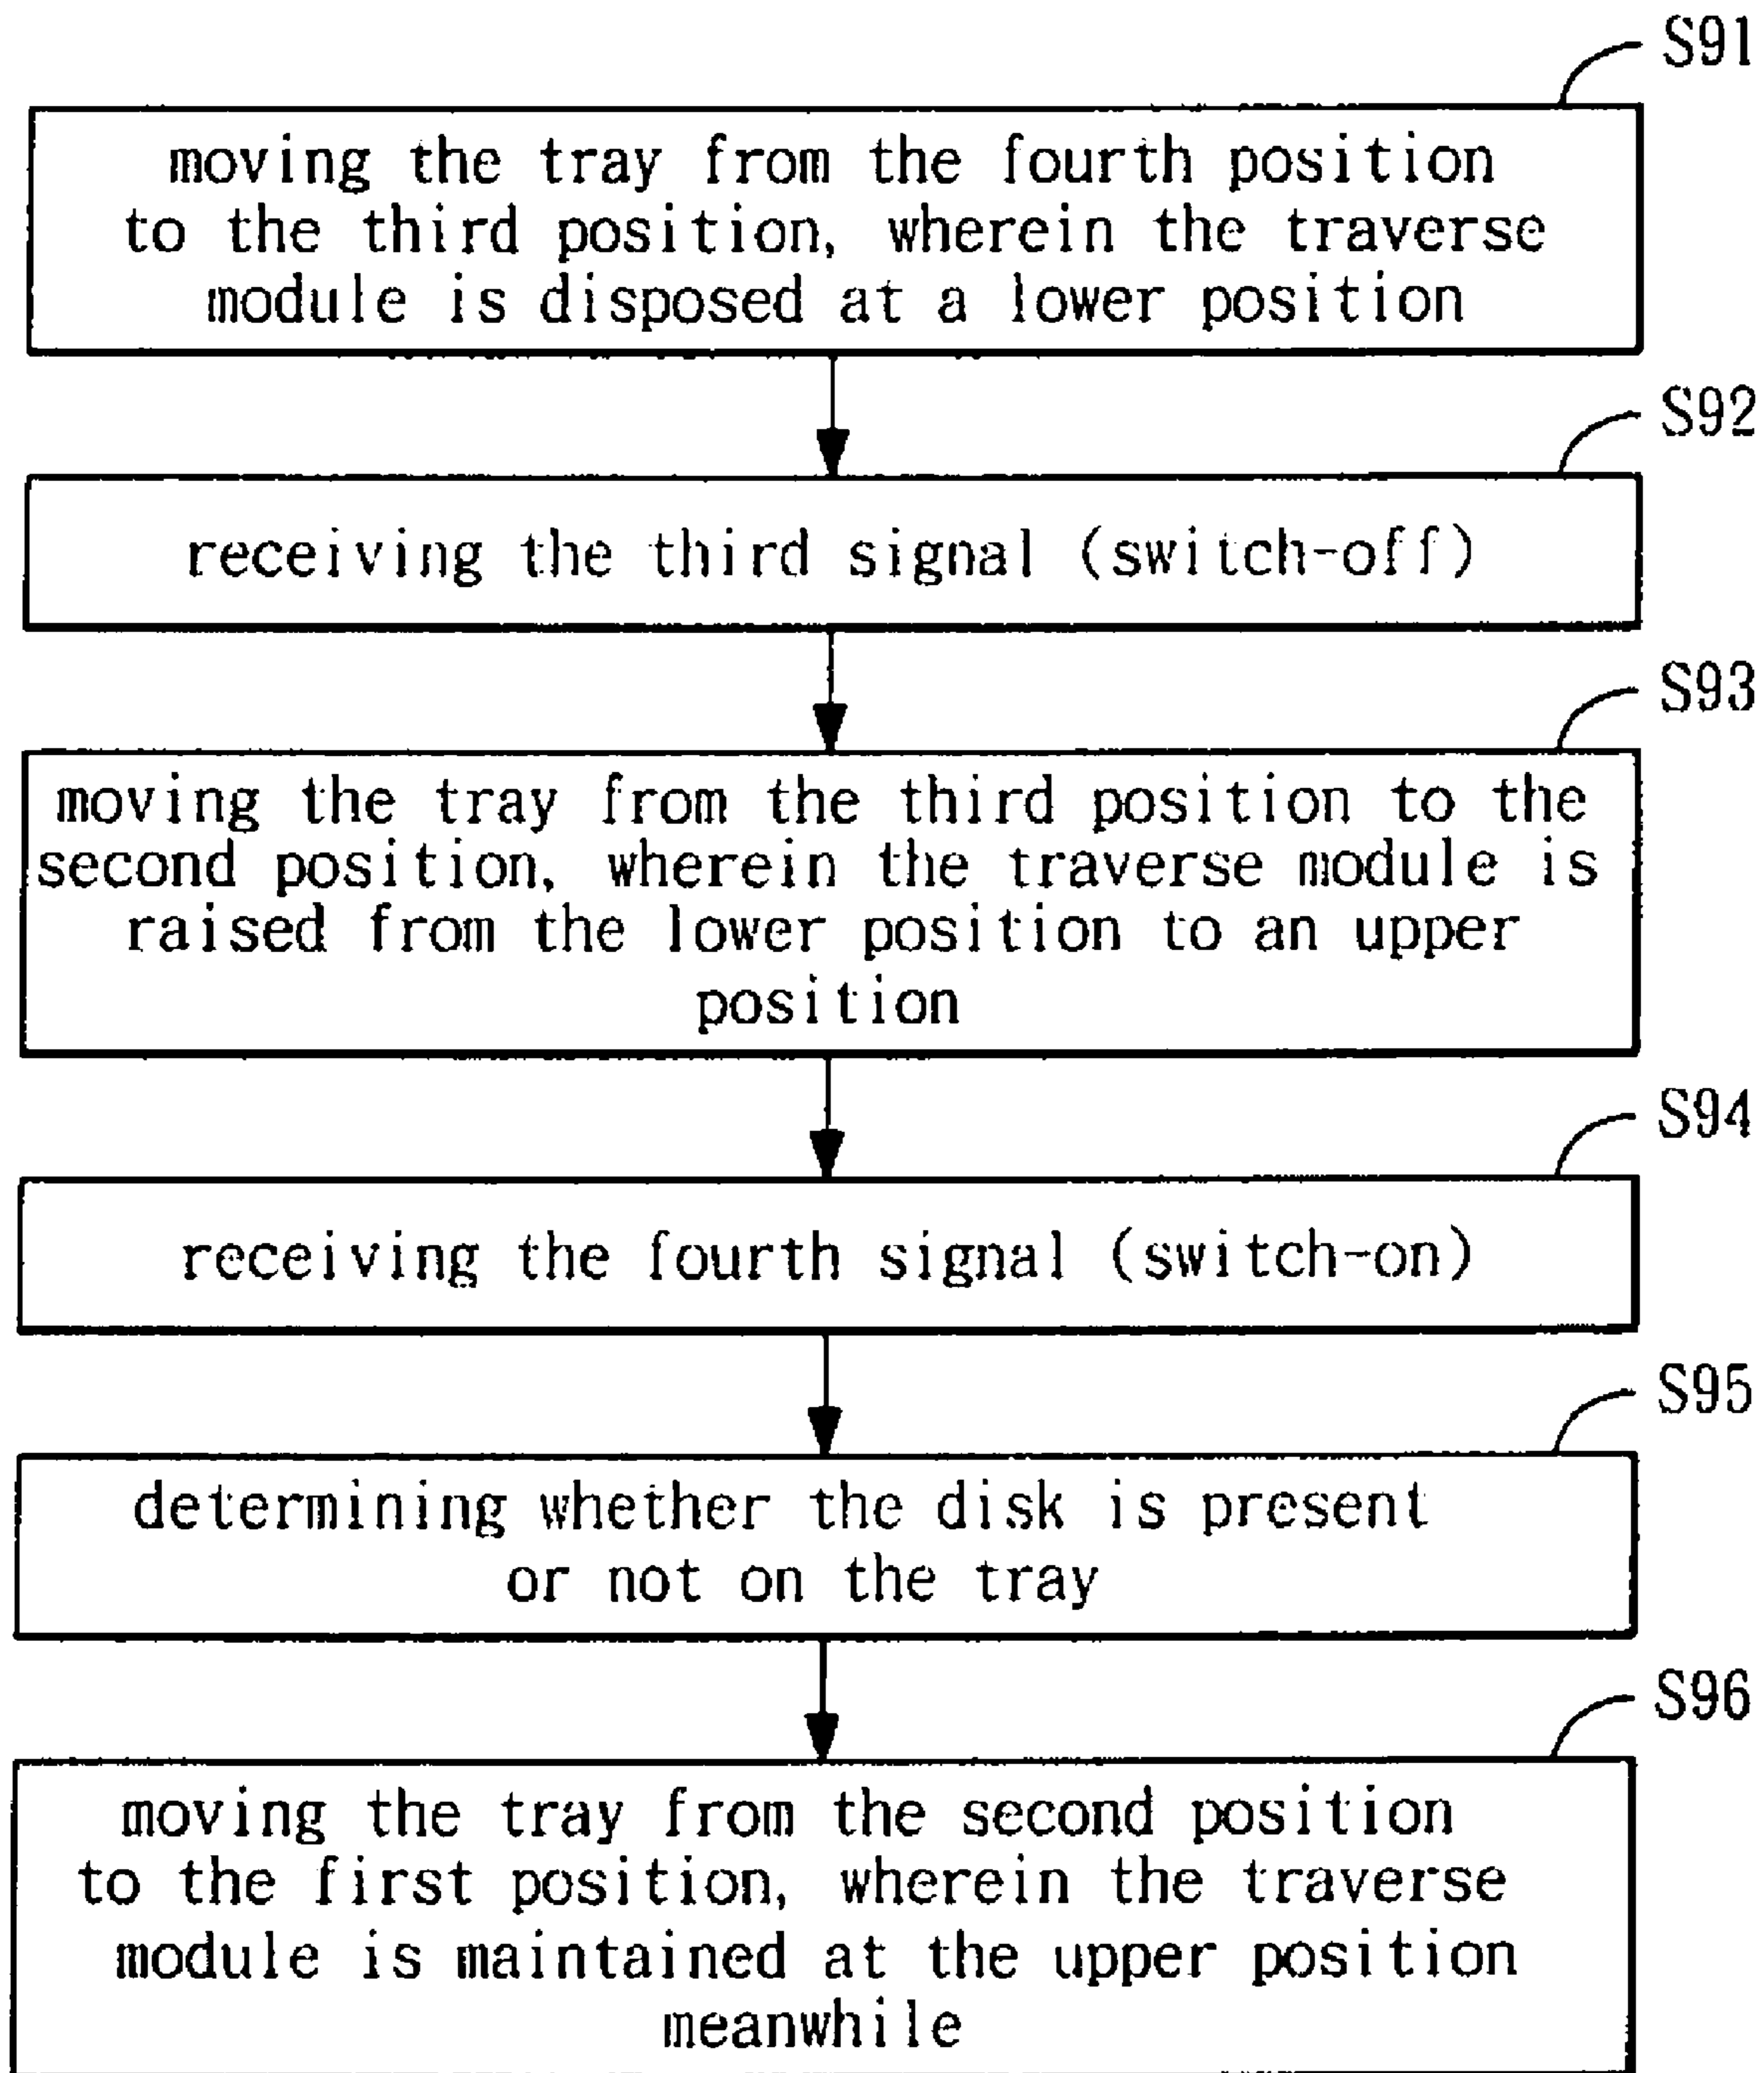 S91
moving the tray from the fourth position
to the third position, wherein the traverse
module is disposed at a lower position
S92
receiving the third signal (switch-off)
S93
moving the tray from the third position to the
second position, wherein the traverse module is
raised from the lower position to an upper
position
S94
receiving the fourth signal (switch-on)
S95
determining whether the disk is present
or not on the tray
S96
moving the tray from the second position
to the first position, wherein the traverse
module is maintained at the upper position
meanwhile